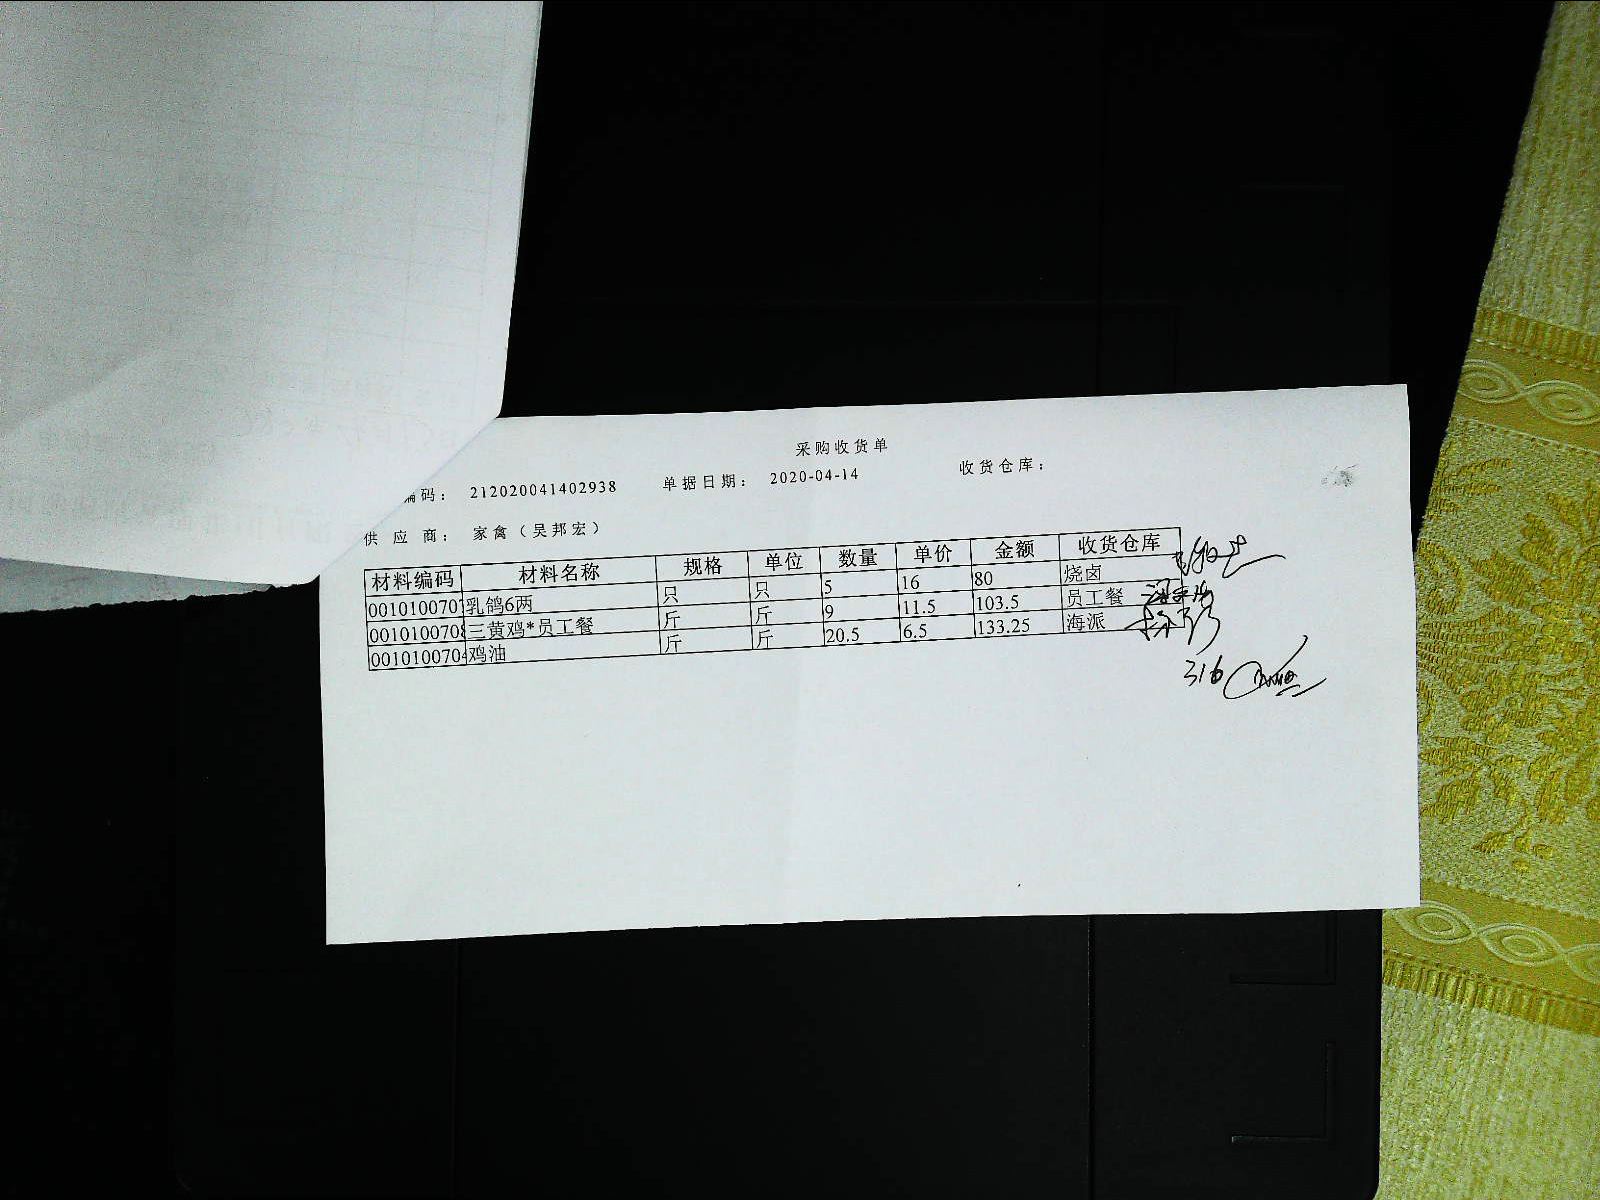 采购收货单
编码： 212020041402938 单据日期： 2020-04-14 收货仓库：
供 应 商： 家禽（吴邦宏）
材料编码 材料名称 规格 单位 数量 单价 金额 收货仓库
0010100707 乳鸽6两 只 只 5 16 80 烧卤
0010100708 三黄鸡*员工餐 斤 斤 9 11.5 103.5 员工餐
0010100704 鸡油 斤 斤 20.5 6.5 133.25 海派
316